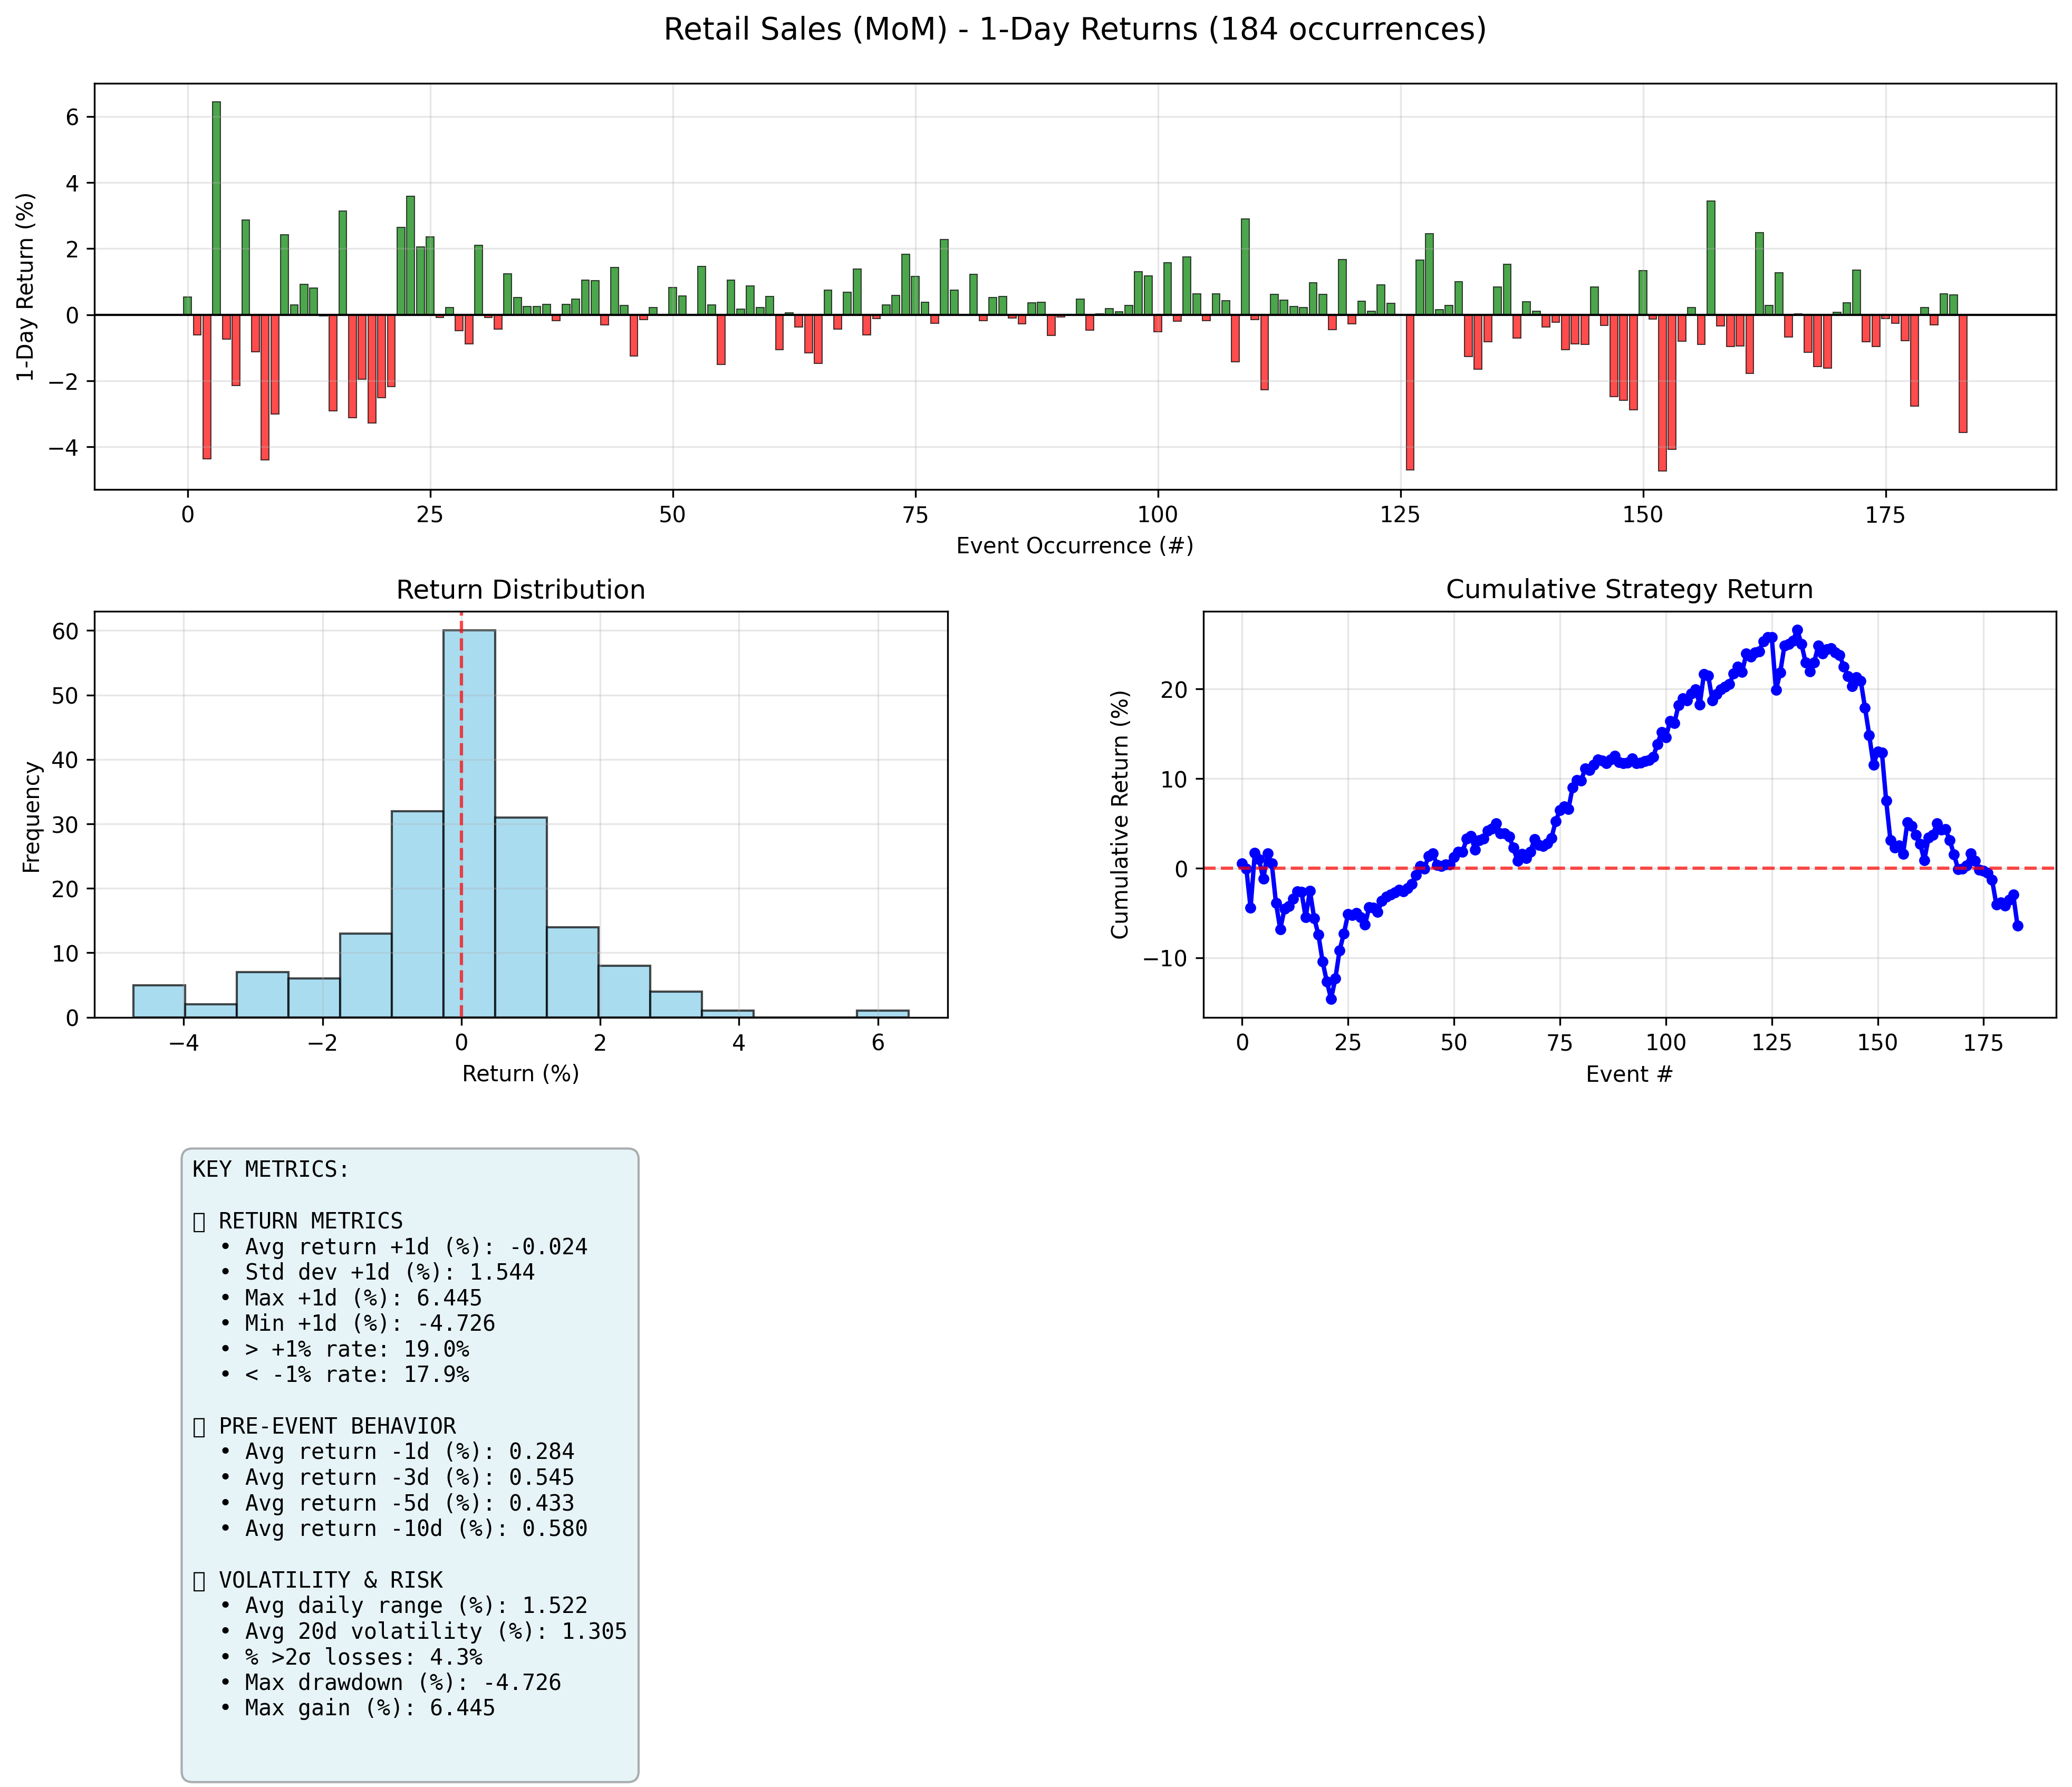 Retail Sales (MoM) - 1-Day Returns (184 occurrences)
1-Day Return (%)
6
4
2
0
−2
−4
0 25 50 75 100 125 150 175
Event Occurrence (#)
Return Distribution
Frequency
60
50
40
30
20
10
0
−4 −2 0 2 4 6
Return (%)
Cumulative Strategy Return
Cumulative Return (%)
20
10
0
−10
0 25 50 75 100 125 150 175
Event #
KEY METRICS:
RETURN METRICS
• Avg return +1d (%): -0.024
• Std dev +1d (%): 1.544
• Max +1d (%): 6.445
• Min +1d (%): -4.726
• > +1% rate: 19.0%
• < -1% rate: 17.9%
PRE-EVENT BEHAVIOR
• Avg return -1d (%): 0.284
• Avg return -3d (%): 0.545
• Avg return -5d (%): 0.433
• Avg return -10d (%): 0.580
VOLATILITY & RISK
• Avg daily range (%): 1.522
• Avg 20d volatility (%): 1.305
• % >2σ losses: 4.3%
• Max drawdown (%): -4.726
• Max gain (%): 6.445